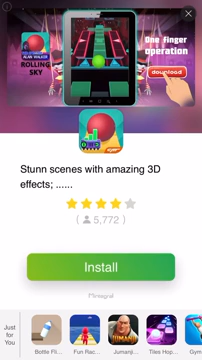 ALAN WALKER
ROLLING
SKY
One finger
operation
download
Stunn scenes with amazing 3D
effects; ......
( 5,772 )
Install
Mintegral
Just
for
You
Bottle Fli...
Fun Rac...
Jumanji...
Tiles Hop...
Gym